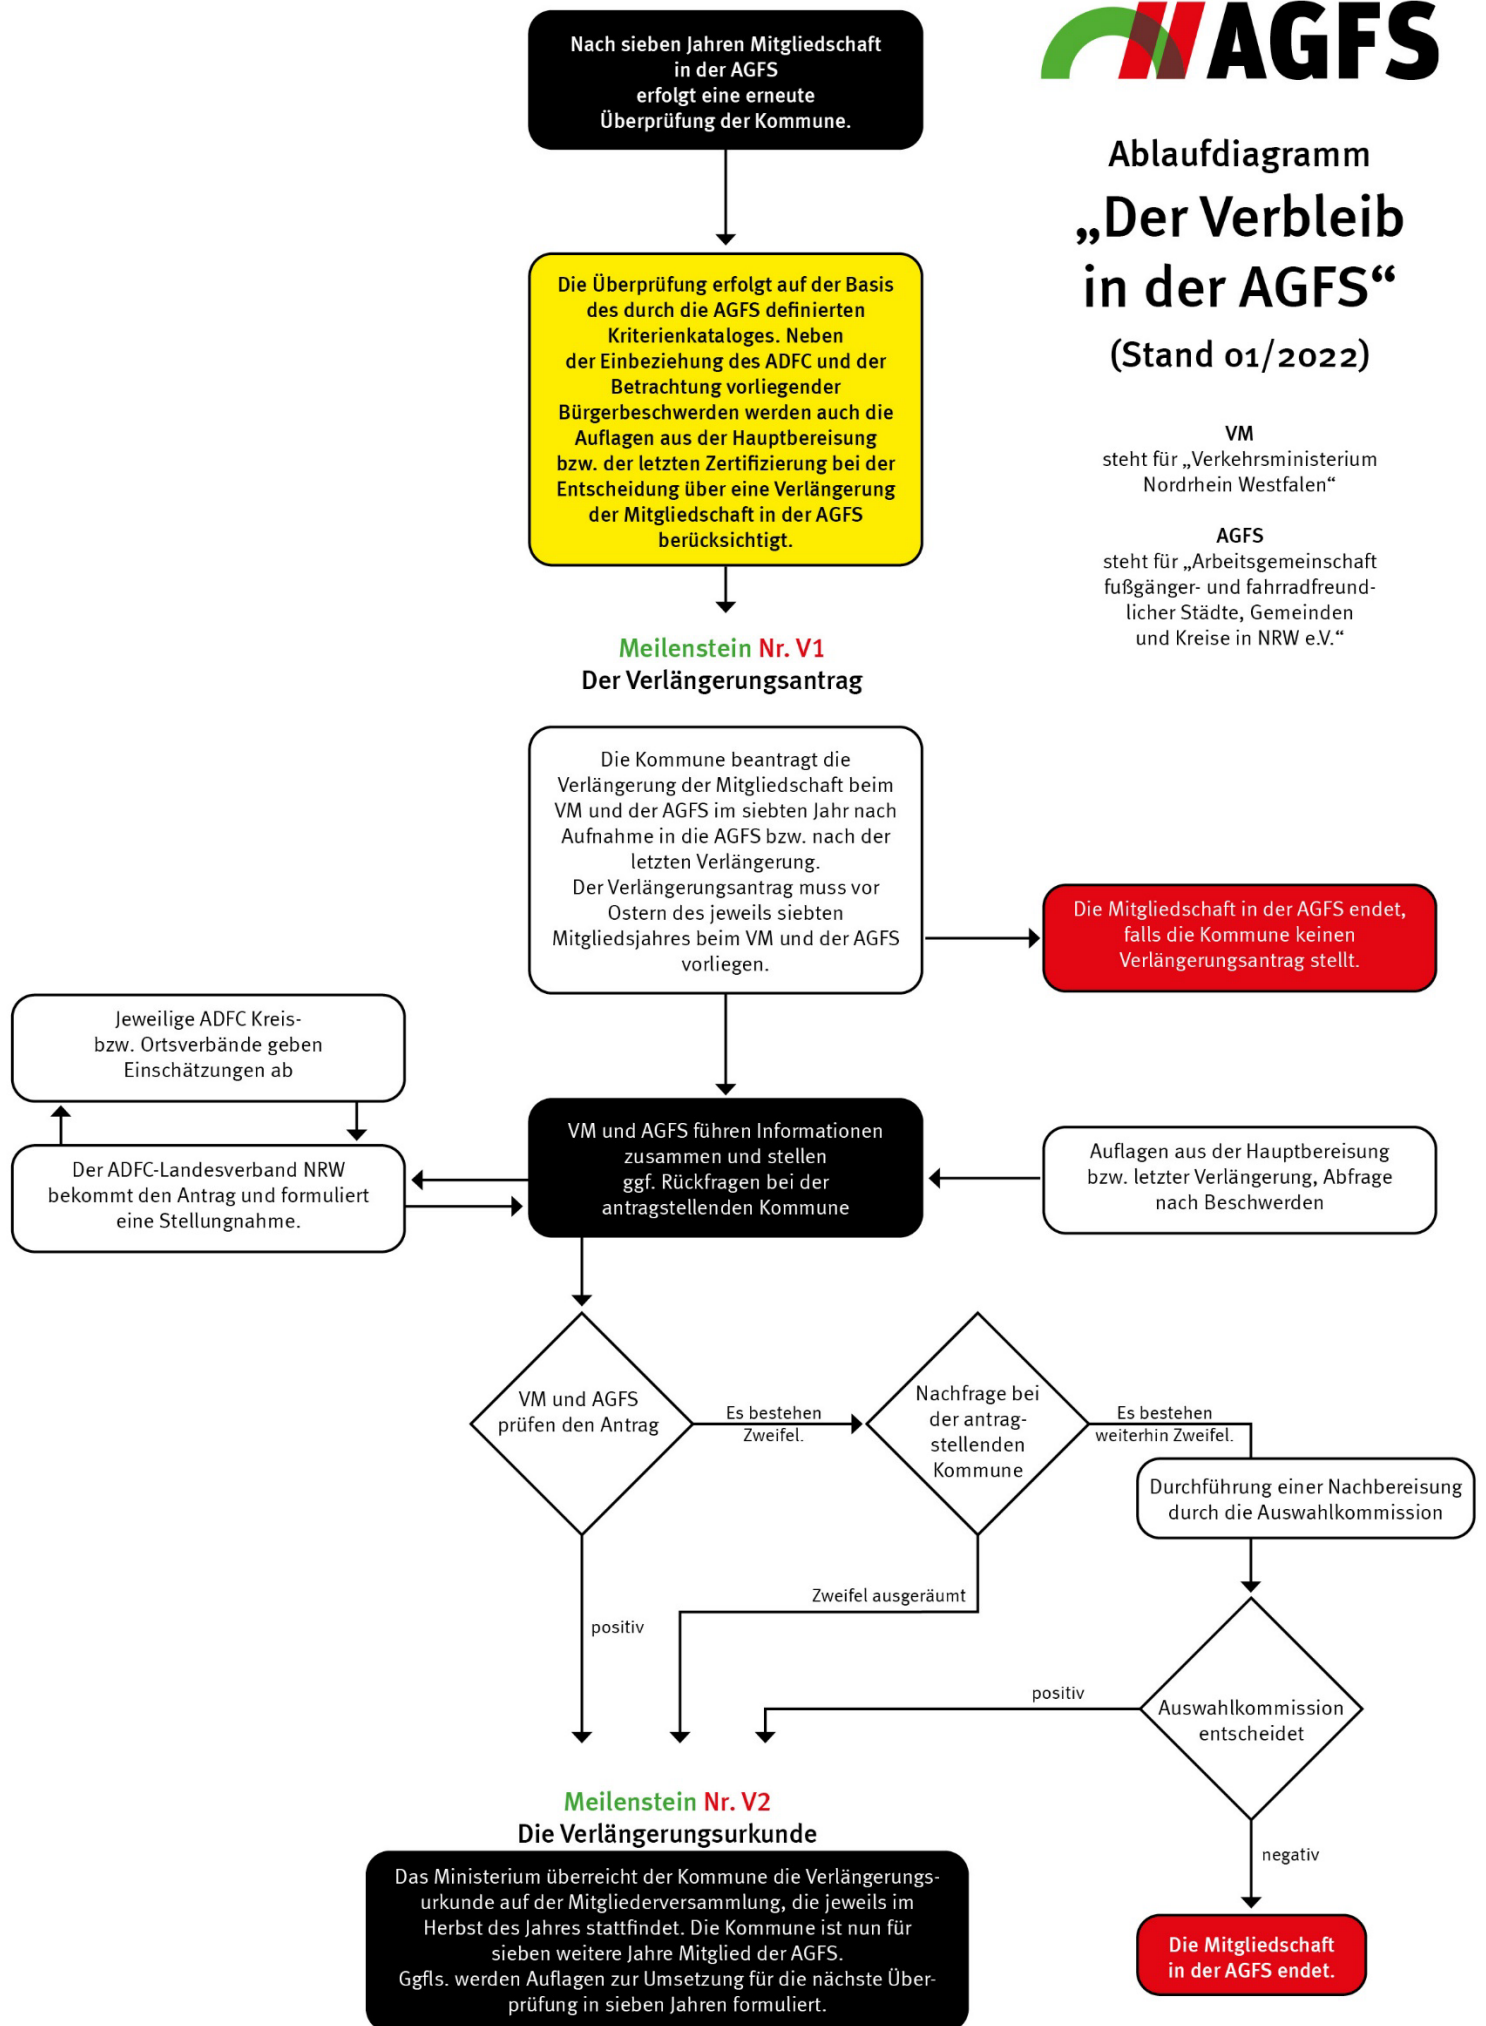 AGFS
Ablaufdiagramm
„Der Verbleib
in der AGFS“
(Stand 01/2022)
VM
steht für „Verkehrsministerium
Nordrhein Westfalen“
AGFS
steht für „Arbeitsgemeinschaft
fußgänger- und fahrradfreund-
licher Städte, Gemeinden
und Kreise in NRW e.V.“
Nach sieben Jahren Mitgliedschaft
in der AGFS
erfolgt eine erneute
Überprüfung der Kommune.
Die Überprüfung erfolgt auf der Basis
des durch die AGFS definierten
Kriterienkataloges. Neben
der Einbeziehung des ADFC und der
Betrachtung vorliegender
Bürgerbeschwerden werden auch die
Auflagen aus der Hauptbereisung
bzw. der letzten Zertifizierung bei der
Entscheidung über eine Verlängerung
der Mitgliedschaft in der AGFS
berücksichtigt.
Meilenstein Nr. V1
Der Verlängerungsantrag
Die Kommune beantragt die
Verlängerung der Mitgliedschaft beim
VM und der AGFS im siebten Jahr nach
Aufnahme in die AGFS bzw. nach der
letzten Verlängerung.
Der Verlängerungsantrag muss vor
Ostern des jeweils siebten
Mitgliedsjahres beim VM und der AGFS
vorliegen.
Die Mitgliedschaft in der AGFS endet,
falls die Kommune keinen
Verlängerungsantrag stellt.
Jeweilige ADFC Kreis-
bzw. Ortsverbände geben
Einschätzungen ab
Der ADFC-Landesverband NRW
bekommt den Antrag und formuliert
eine Stellungnahme.
VM und AGFS führen Informationen
zusammen und stellen
ggf. Rückfragen bei der
antragstellenden Kommune
Auflagen aus der Hauptbereisung
bzw. letzter Verlängerung, Abfrage
nach Beschwerden
VM und AGFS
prüfen den Antrag
Es bestehen
Zweifel.
Nachfrage bei
der antrag-
stellenden
Kommune
Es bestehen
weiterhin Zweifel.
Durchführung einer Nachbereisung
durch die Auswahlkommission
Zweifel ausgeräumt
positiv
positiv
Auswahlkommission
entscheidet
negativ
Meilenstein Nr. V2
Die Verlängerungsurkunde
Das Ministerium überreicht der Kommune die Verlängerungs-
urkunde auf der Mitgliederversammlung, die jeweils im
Herbst des Jahres stattfindet. Die Kommune ist nun für
sieben weitere Jahre Mitglied der AGFS.
Ggfls. werden Auflagen zur Umsetzung für die nächste Über-
prüfung in sieben Jahren formuliert.
Die Mitgliedschaft
in der AGFS endet.